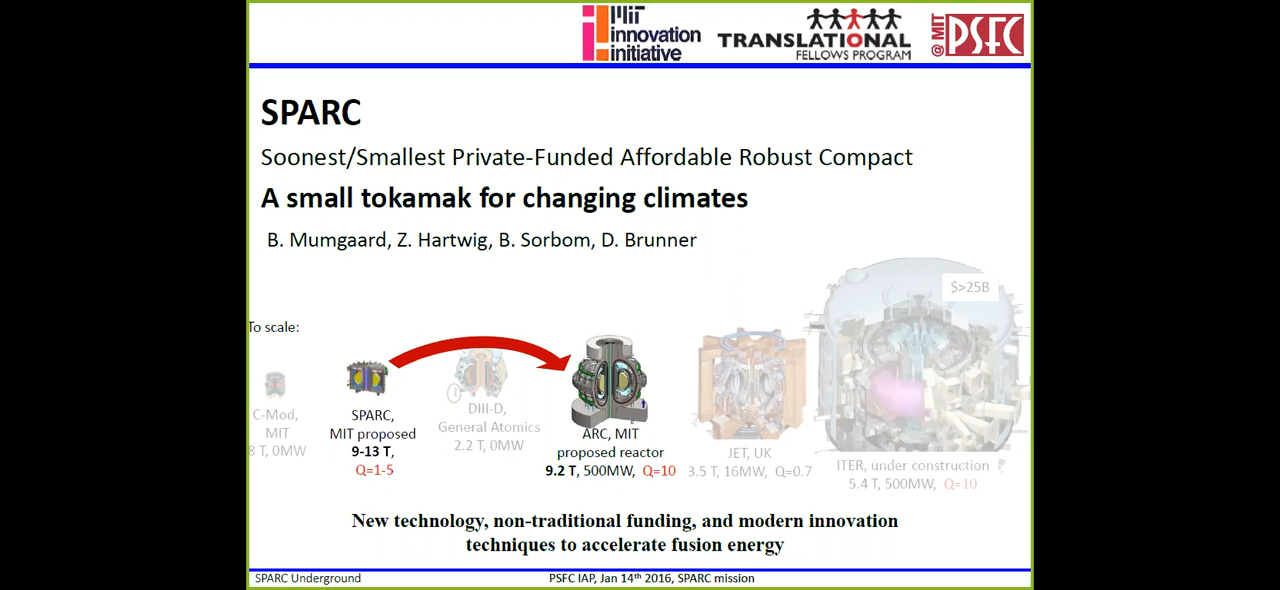 MIT
innovation
initiative
TRANSLATIONAL
FELLOWS PROGRAM
@ MIT
PSFC
SPARC
Soonest/Smallest Private-Funded Affordable Robust Compact
A small tokamak for changing climates
B. Mumgaard, Z. Hartwig, B. Sorbom, D. Brunner
$>25B
To scale:
C-Mod,
MIT
8 T, 0MW
SPARC,
MIT proposed
9-13 T,
Q=1-5
DIII-D,
General Atomics
2.2 T, 0MW
ARC, MIT
proposed reactor
9.2 T, 500MW, Q=10
JET, UK
3.5 T, 16MW, Q=0.7
ITER, under construction
5.4 T, 500MW, Q=10
New technology, non-traditional funding, and modern innovation
techniques to accelerate fusion energy
SPARC Underground
PSFC IAP, Jan 14th 2016, SPARC mission